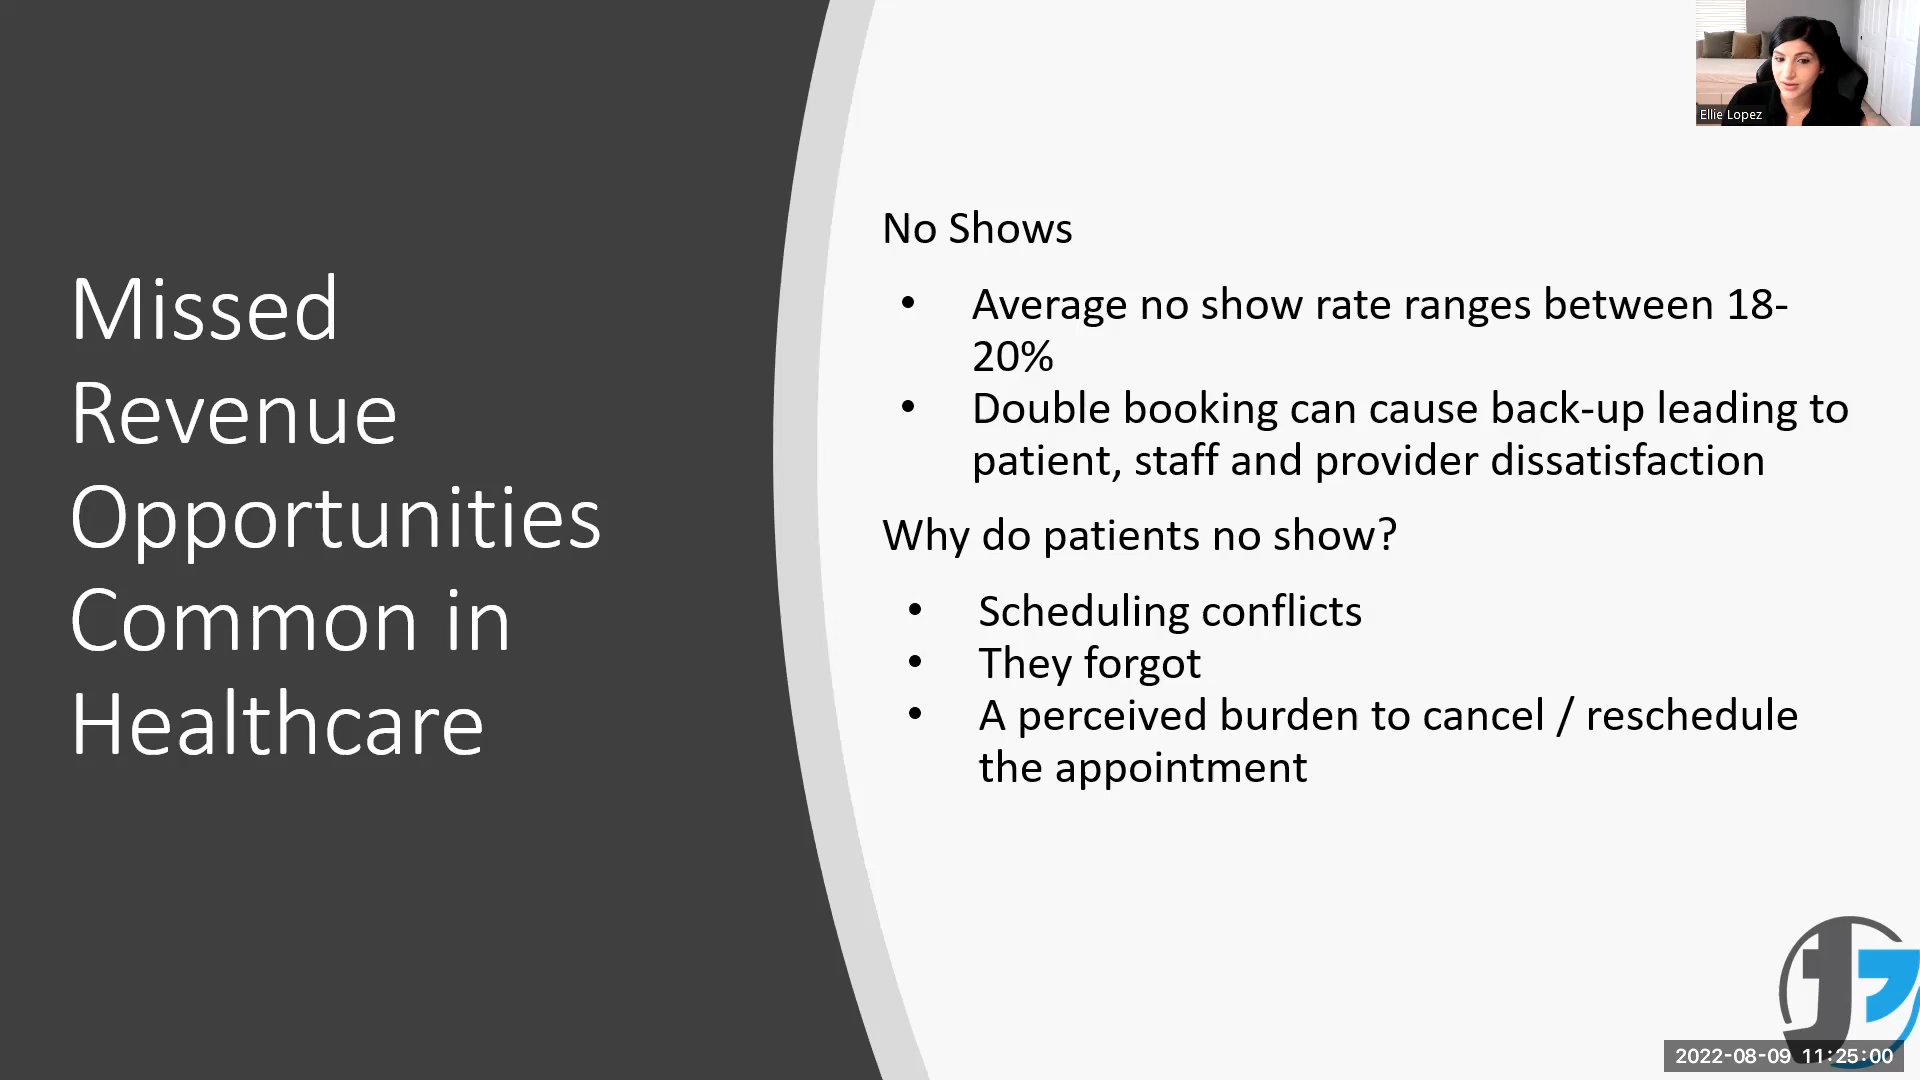 Ellie Lopez
Missed
Revenue
Opportunities
Common in
Healthcare
No Shows
• Average no show rate ranges between 18-
20%
• Double booking can cause back-up leading to
patient, staff and provider dissatisfaction
Why do patients no show?
• Scheduling conflicts
• They forgot
• A perceived burden to cancel / reschedule
the appointment
2022-08-09 11:25:00